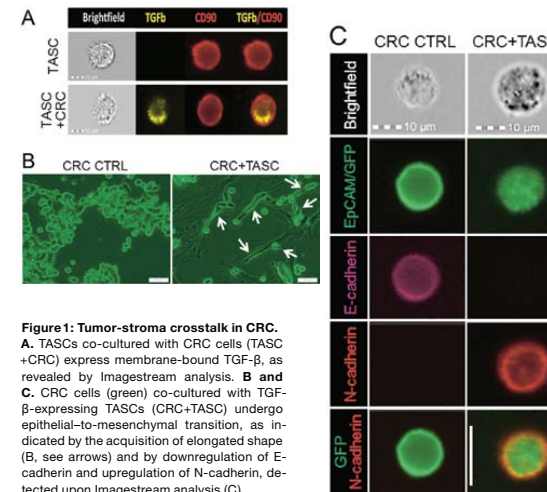 A
Brightfield TGFb CD90 TGFb/CD90
TASC
TASC
+CRC
B
CRC CTRL CRC+TASC
Figure1: Tumor-stroma crosstalk in CRC.
A. TASCs co-cultured with CRC cells (TASC
+CRC) express membrane-bound TGF-β, as
revealed by Imagestream analysis. B and
C. CRC cells (green) co-cultured with TGF-
β-expressing TASCs (CRC+TASC) undergo
epithelial–to-mesenchymal transition, as in-
dicated by the acquisition of elongated shape
(B, see arrows) and by downregulation of E-
cadherin and upregulation of N-cadherin, de-
tected upon Imagestream analysis (C)
C
CRC CTRL CRC+TAS
Brightfield
10 µm 10 µm
EpCAM/GFP
E-cadherin
N-cadherin
GFP
N-cadherin